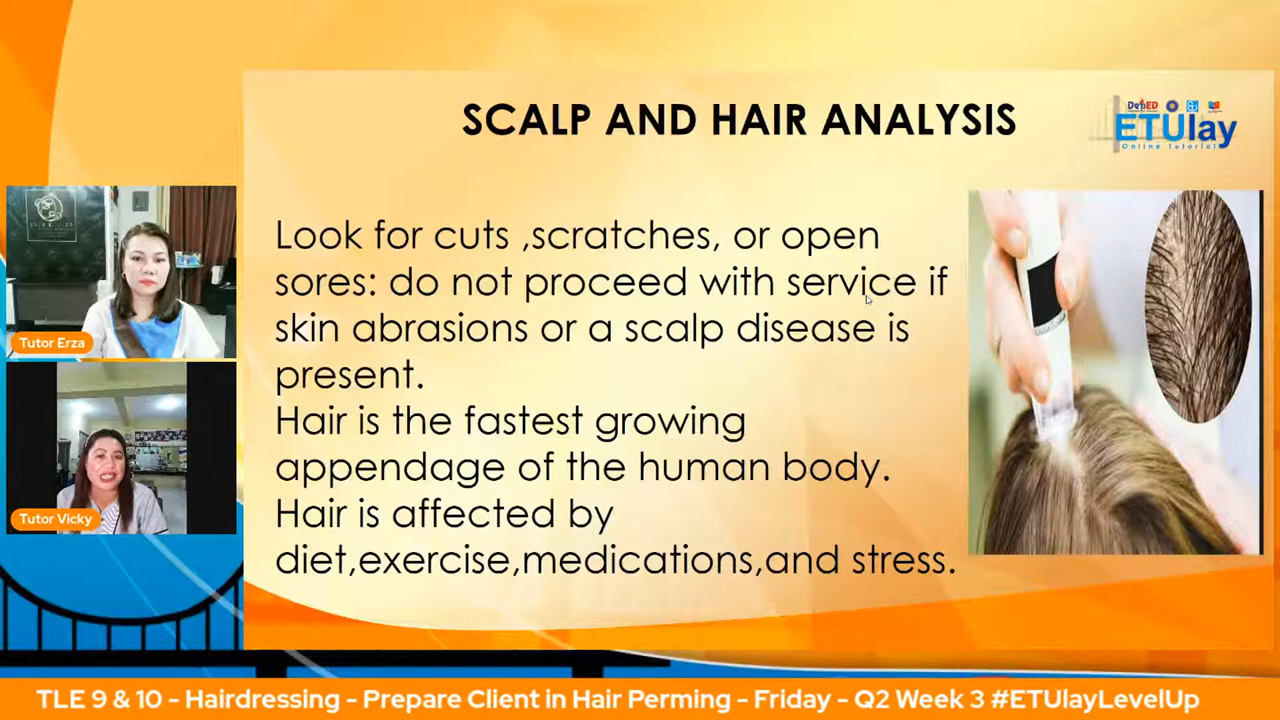 SCALP AND HAIR ANALYSIS
DepED
ETUlay
Online Tutorial
Look for cuts ,scratches, or open
sores: do not proceed with service if
skin abrasions or a scalp disease is
present.
Hair is the fastest growing
appendage of the human body.
Hair is affected by
diet,exercise,medications,and stress.
Tutor Erza
Tutor Vicky
TLE 9 & 10 - Hairdressing - Prepare Client in Hair Perming - Friday - Q2 Week 3 #ETUlayLevelUp